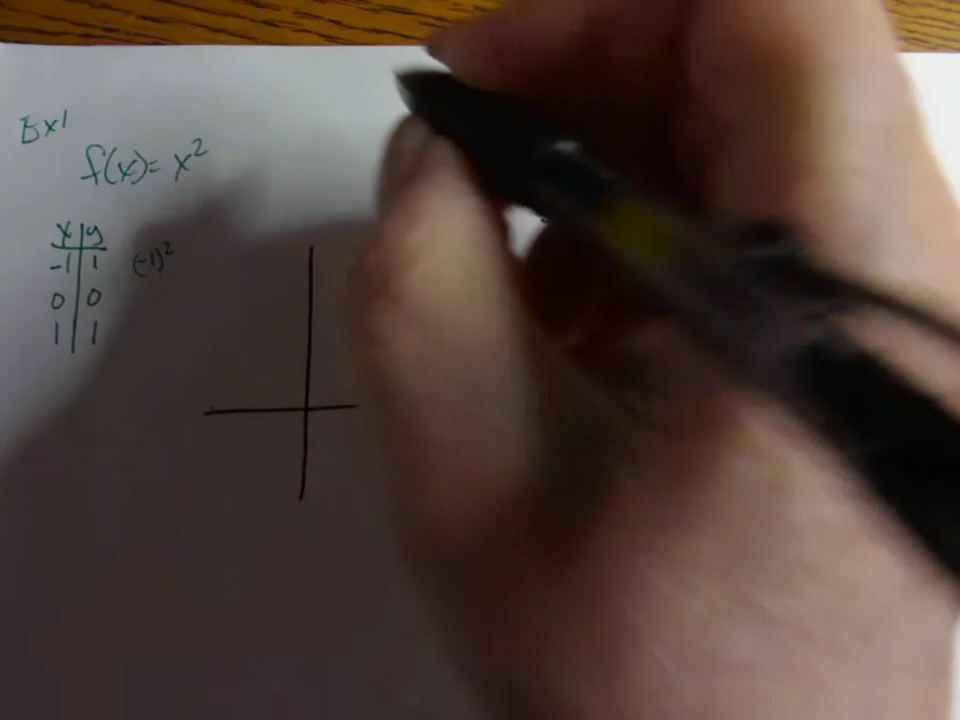 Ex1
f(x)= x²
x | y
-1 | 1 (-1)²
0 | 0
1 | 1